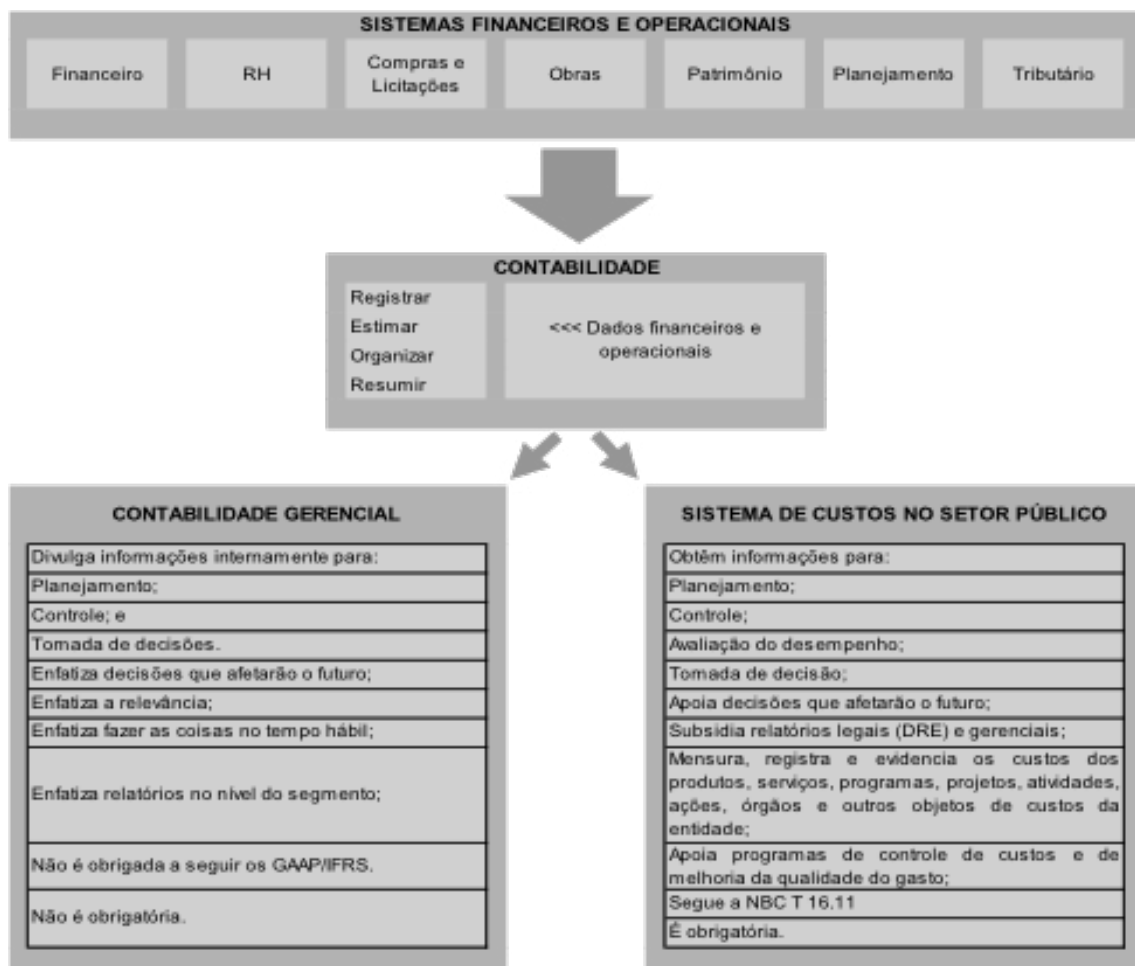 SISTEMAS FINANCEIROS E OPERACIONAIS
Financeiro
RH
Compras e
Licitações
Obras
Patrimônio
Planejamento
Tributário
CONTABILIDADE
Registrar
Estimar
Organizar
Resumir
<<< Dados financeiros e
operacionais
CONTABILIDADE GERENCIAL
Divulga informações internamente para:
Planejamento;
Controle; e
Tomada de decisões.
Enfatiza decisões que afetarão o futuro;
Enfatiza a relevância;
Enfatiza fazer as coisas no tempo hábil;
Enfatiza relatórios no nível do segmento;
Não é obrigada a seguir os GAAP/IFRS.
Não é obrigatória.
SISTEMA DE CUSTOS NO SETOR PÚBLICO
Obtêm informações para:
Planejamento;
Controle;
Avaliação do desempenho;
Tomada de decisão;
Apoia decisões que afetarão o futuro;
Subsidia relatórios legais (DRE) e gerenciais;
Mensura, registra e evidencia os custos dos
produtos, serviços, programas, projetos, atividades,
ações, órgãos e outros objetos de custos da
entidade;
Apoia programas de controle de custos e de
melhoria da qualidade do gasto;
Segue a NBC T 16.11
É obrigatória.